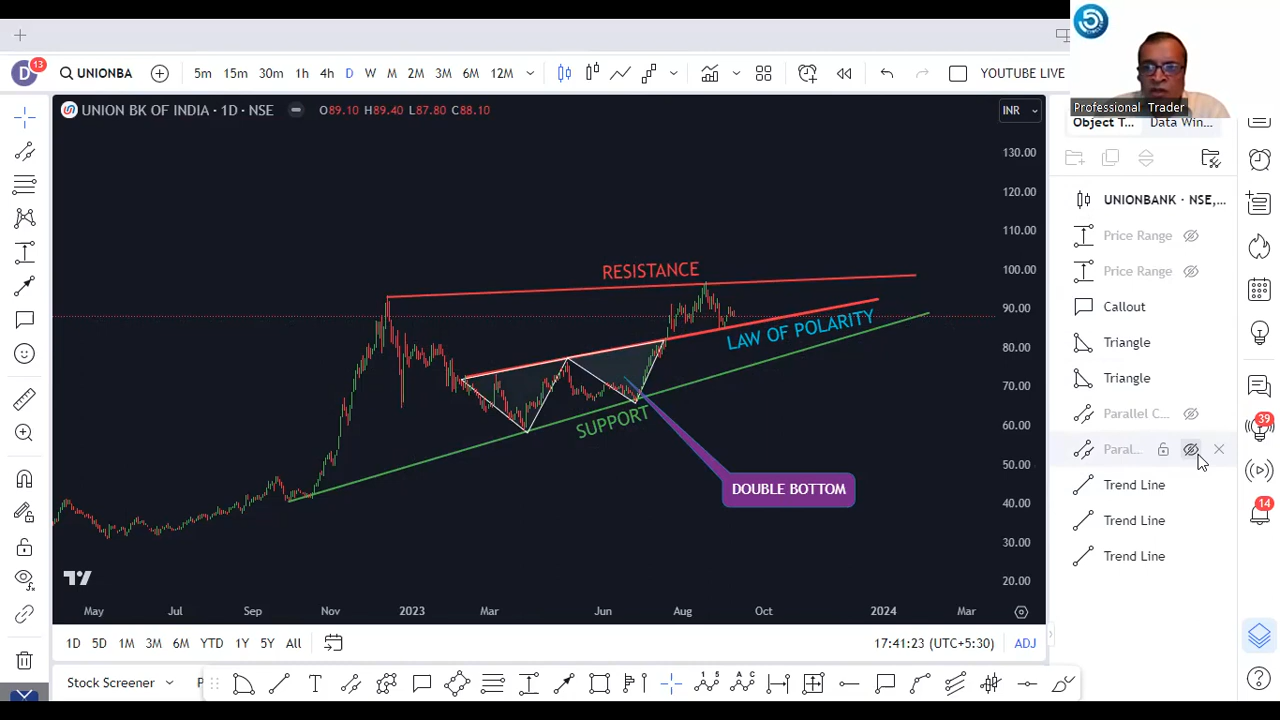 5
D 13 UNIONBA 5m 15m 30m 1h 4h D W M 2M 3M 6M 12M YOUTUBE LIVE
Professional Trader
UNION BK OF INDIA · 1D · NSE O89.10 H89.40 L87.80 C88.10 INR
Object T... Data Win...
130.00
120.00
110.00
100.00
90.00
80.00
70.00
60.00
50.00
40.00
30.00
20.00
RESISTANCE
LAW OF POLARITY
SUPPORT
DOUBLE BOTTOM
UNIONBANK · NSE,...
Price Range
Price Range
Callout
Triangle
Triangle
Parallel C...
Paral...
Trend Line
Trend Line
Trend Line
39
14
May Jul Sep Nov 2023 Mar Jun Aug Oct 2024 Mar
1D 5D 1M 3M 6M YTD 1Y 5Y All 17:41:23 (UTC+5:30) ADJ
Stock Screener P